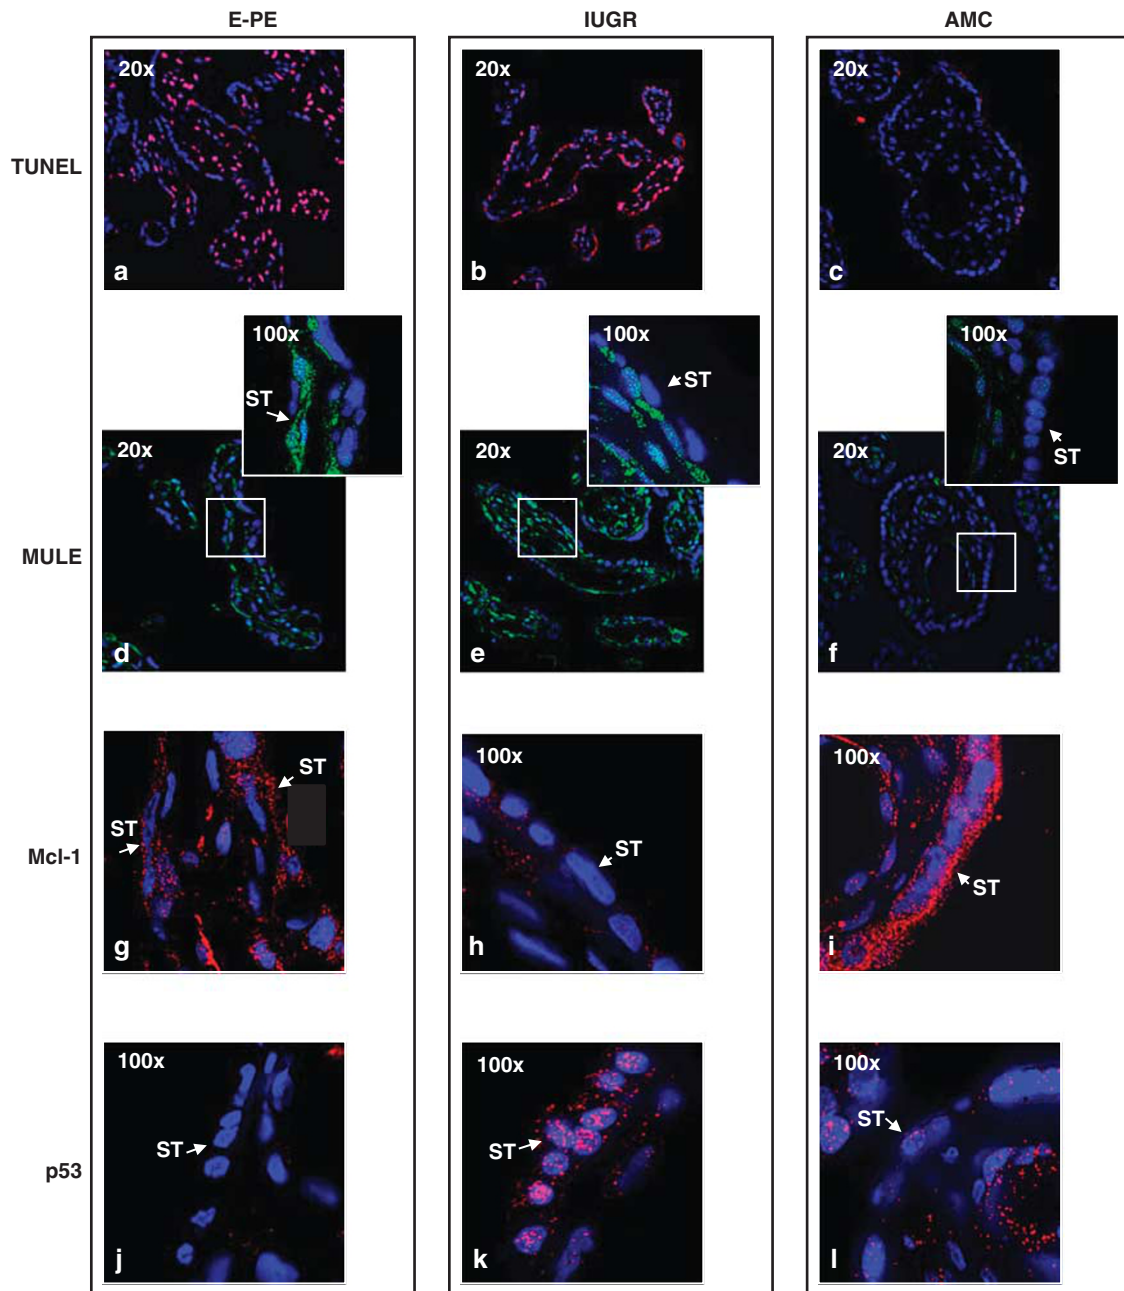 E-PE IUGR AMC
TUNEL
20x 20x 20x
a b c
100x 100x 100x
ST ST ST
20x 20x 20x
MULE
d e f
100x 100x
ST ST ST ST
Mcl-1
g h i
100x 100x 100x
ST ST ST
p53
j k l